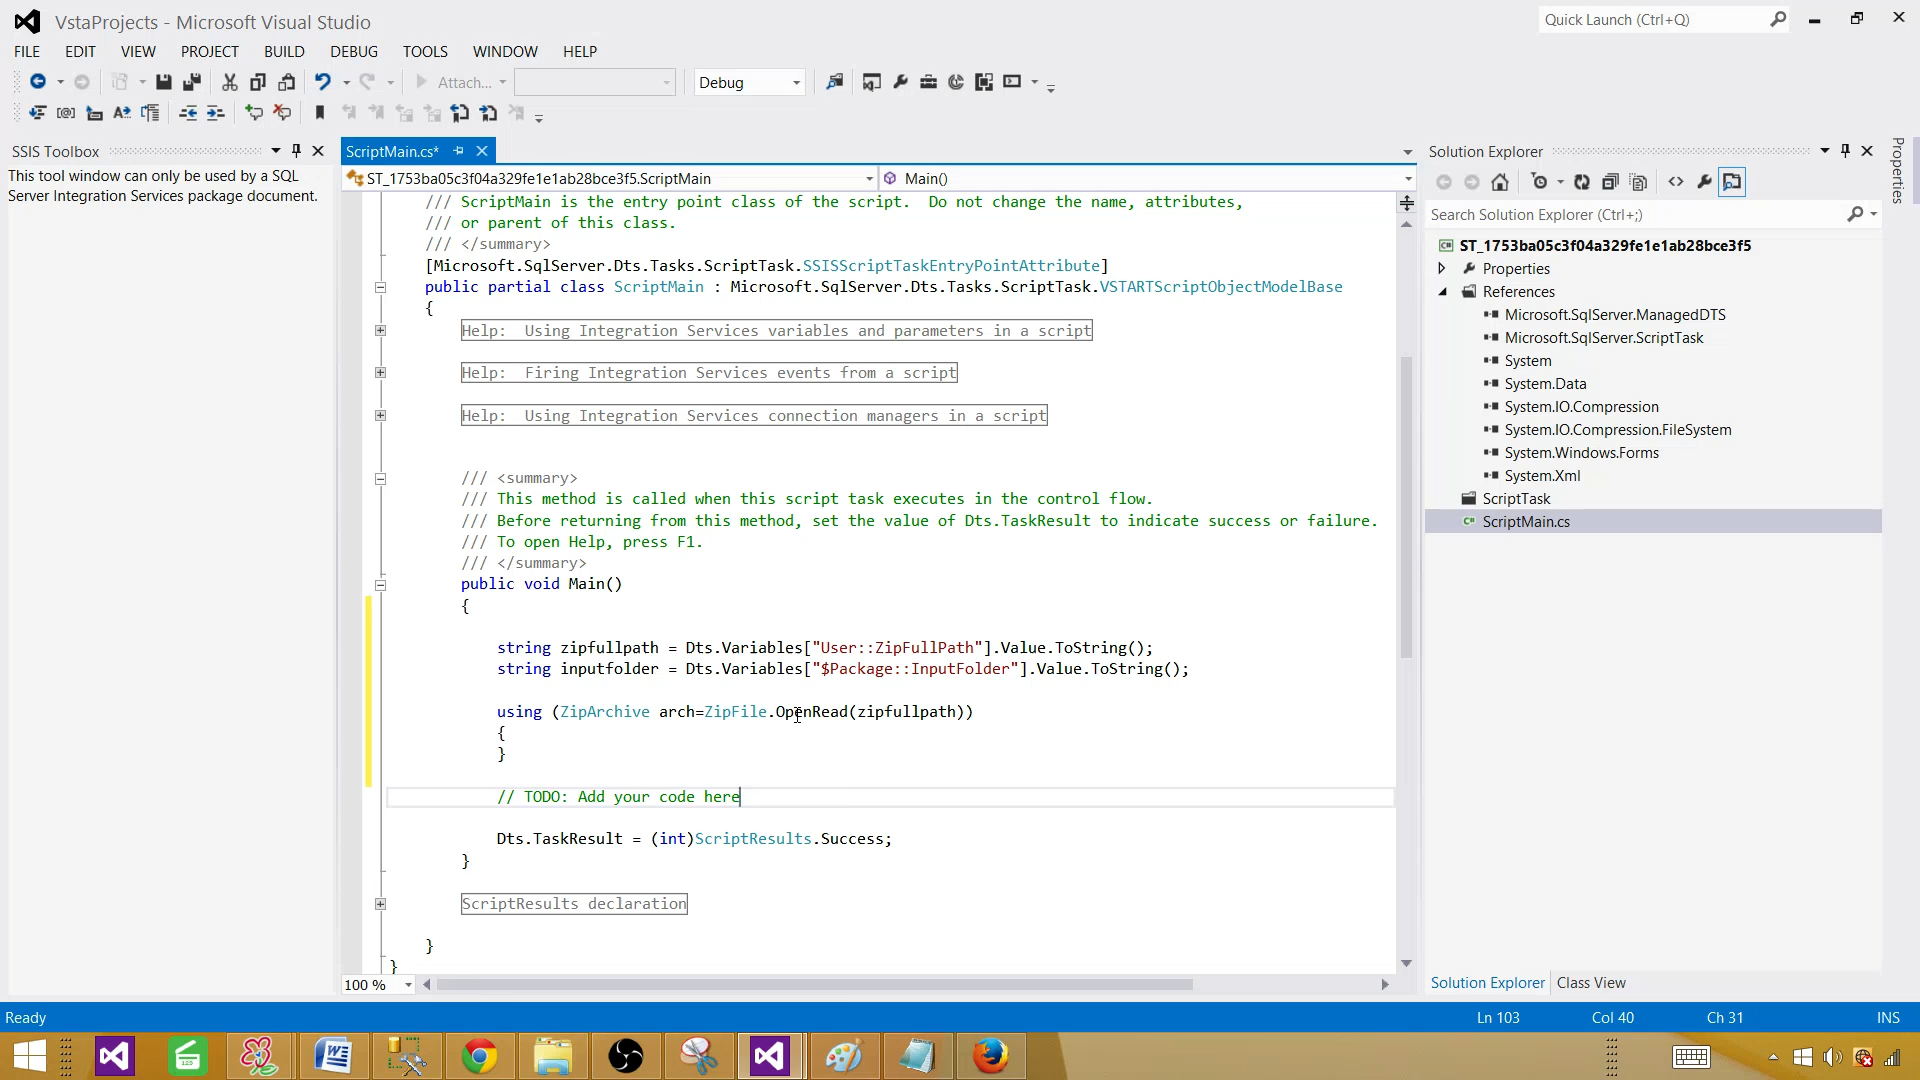 VstaProjects - Microsoft Visual Studio
Quick Launch (Ctrl+Q)
FILE EDIT VIEW PROJECT BUILD DEBUG TOOLS WINDOW HELP
Attach... Debug
SSIS Toolbox
This tool window can only be used by a SQL
Server Integration Services package document.
ScriptMain.cs*
ST_1753ba05c3f04a329fe1e1ab28bce3f5.ScriptMain
Main()
/// ScriptMain is the entry point class of the script.  Do not change the name, attributes,
/// or parent of this class.
/// </summary>
[Microsoft.SqlServer.Dts.Tasks.ScriptTask.SSISScriptTaskEntryPointAttribute]
public partial class ScriptMain : Microsoft.SqlServer.Dts.Tasks.ScriptTask.VSTARTScriptObjectModelBase
{
Help:  Using Integration Services variables and parameters in a script
Help:  Firing Integration Services events from a script
Help:  Using Integration Services connection managers in a script
/// <summary>
/// This method is called when this script task executes in the control flow.
/// Before returning from this method, set the value of Dts.TaskResult to indicate success or failure.
/// To open Help, press F1.
/// </summary>
public void Main()
{
string zipfullpath = Dts.Variables["User::ZipFullPath"].Value.ToString();
string inputfolder = Dts.Variables["$Package::InputFolder"].Value.ToString();
using (ZipArchive arch=ZipFile.OpenRead(zipfullpath))
{
}
// TODO: Add your code here
Dts.TaskResult = (int)ScriptResults.Success;
}
ScriptResults declaration
}
}
100 %
Solution Explorer
Search Solution Explorer (Ctrl+;)
ST_1753ba05c3f04a329fe1e1ab28bce3f5
Properties
References
Microsoft.SqlServer.ManagedDTS
Microsoft.SqlServer.ScriptTask
System
System.Data
System.IO.Compression
System.IO.Compression.FileSystem
System.Windows.Forms
System.Xml
ScriptTask
ScriptMain.cs
Solution Explorer Class View
Properties
Ready Ln 103 Col 40 Ch 31 INS